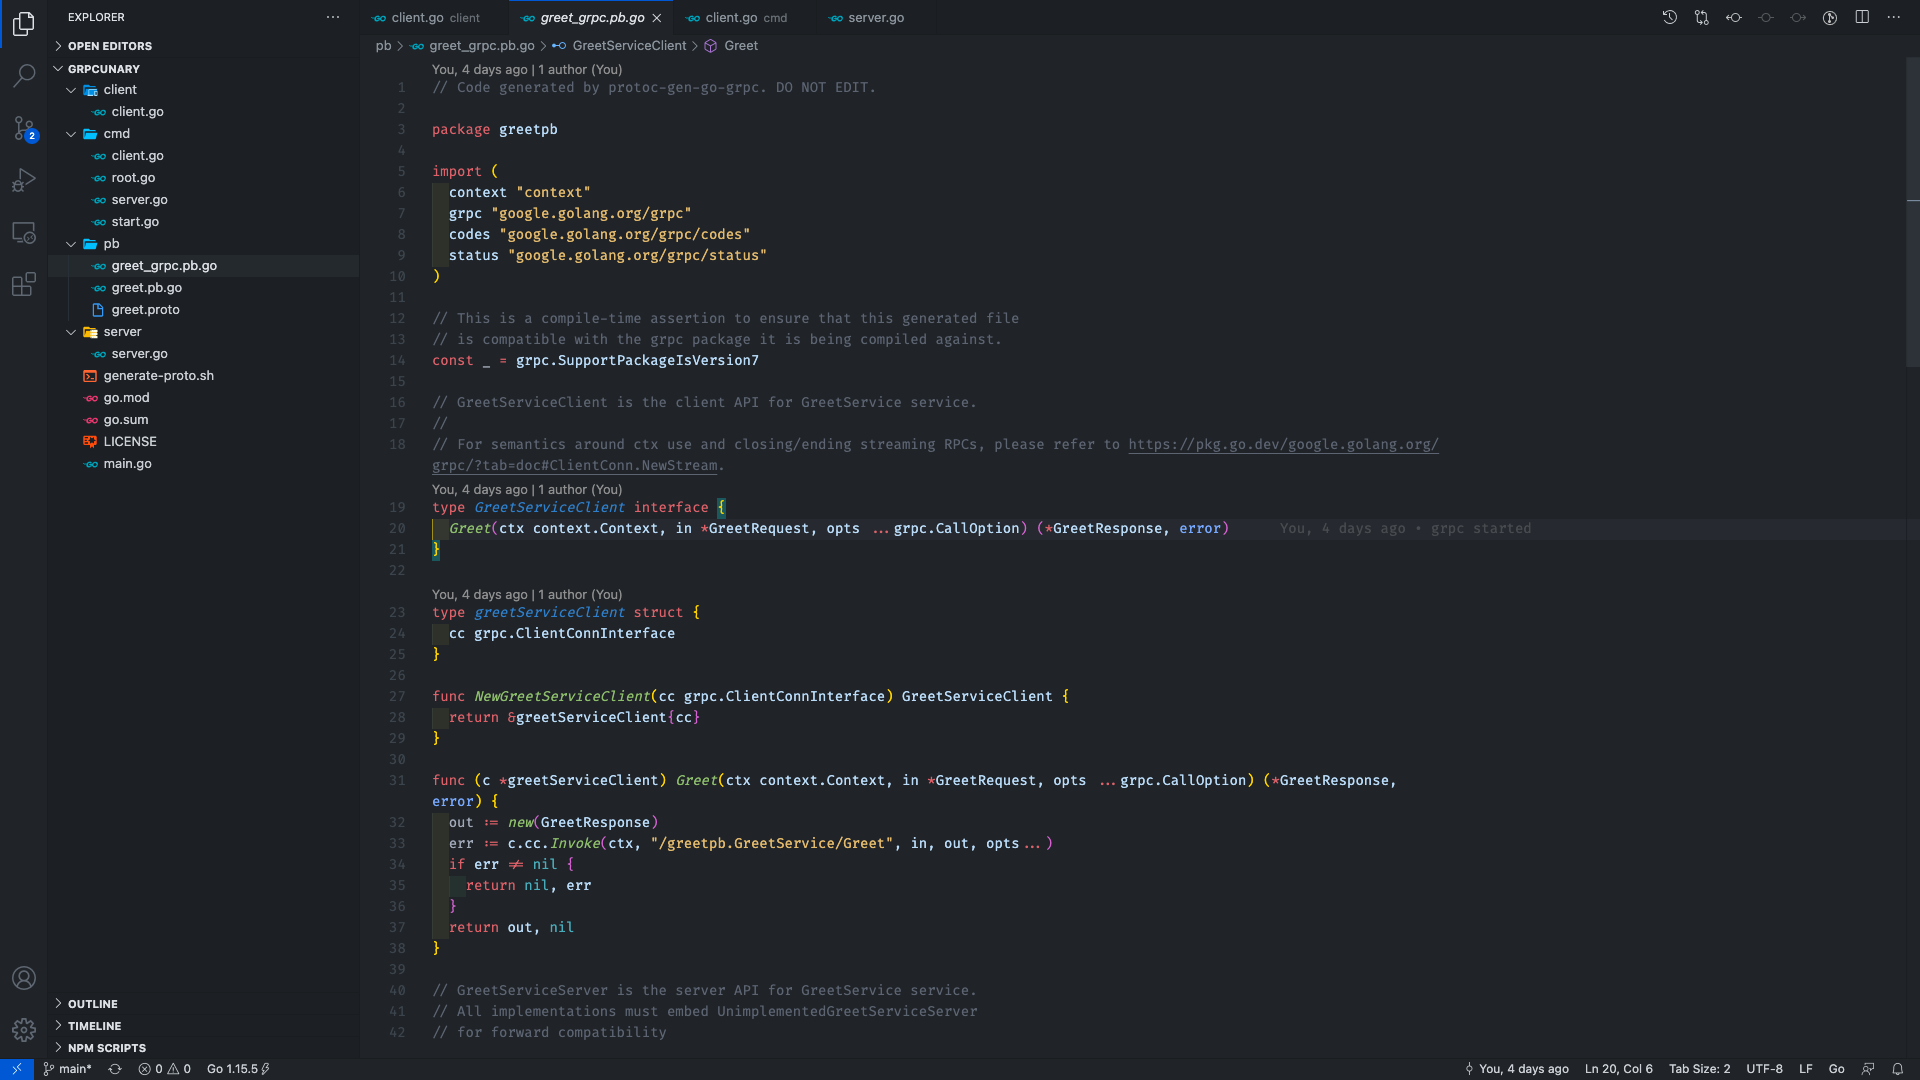 EXPLORER
OPEN EDITORS
GRPCUNARY
client
client.go
cmd
client.go
root.go
server.go
start.go
pb
greet_grpc.pb.go
greet.pb.go
greet.proto
server
server.go
generate-proto.sh
go.mod
go.sum
LICENSE
main.go
OUTLINE
TIMELINE
NPM SCRIPTS
2
client.go client
greet_grpc.pb.go
client.go cmd
server.go
pb > greet_grpc.pb.go > GreetServiceClient > Greet
You, 4 days ago | 1 author (You)
1 // Code generated by protoc-gen-go-grpc. DO NOT EDIT.
2
3 package greetpb
4
5 import (
6 context "context"
7 grpc "google.golang.org/grpc"
8 codes "google.golang.org/grpc/codes"
9 status "google.golang.org/grpc/status"
10 )
11
12 // This is a compile-time assertion to ensure that this generated file
13 // is compatible with the grpc package it is being compiled against.
14 const _ = grpc.SupportPackageIsVersion7
15
16 // GreetServiceClient is the client API for GreetService service.
17 //
18 // For semantics around ctx use and closing/ending streaming RPCs, please refer to https://pkg.go.dev/google.golang.org/
grpc/?tab=doc#ClientConn.NewStream.
You, 4 days ago | 1 author (You)
19 type GreetServiceClient interface {
20 Greet(ctx context.Context, in *GreetRequest, opts ...grpc.CallOption) (*GreetResponse, error) You, 4 days ago • grpc started
21 }
22
You, 4 days ago | 1 author (You)
23 type greetServiceClient struct {
24 cc grpc.ClientConnInterface
25 }
26
27 func NewGreetServiceClient(cc grpc.ClientConnInterface) GreetServiceClient {
28 return &greetServiceClient{cc}
29 }
30
31 func (c *greetServiceClient) Greet(ctx context.Context, in *GreetRequest, opts ...grpc.CallOption) (*GreetResponse,
error) {
32 out := new(GreetResponse)
33 err := c.cc.Invoke(ctx, "/greetpb.GreetService/Greet", in, out, opts...)
34 if err != nil {
35 return nil, err
36 }
37 return out, nil
38 }
39
40 // GreetServiceServer is the server API for GreetService service.
41 // All implementations must embed UnimplementedGreetServiceServer
42 // for forward compatibility
main* 0 0 Go 1.15.5 You, 4 days ago Ln 20, Col 6 Tab Size: 2 UTF-8 LF Go